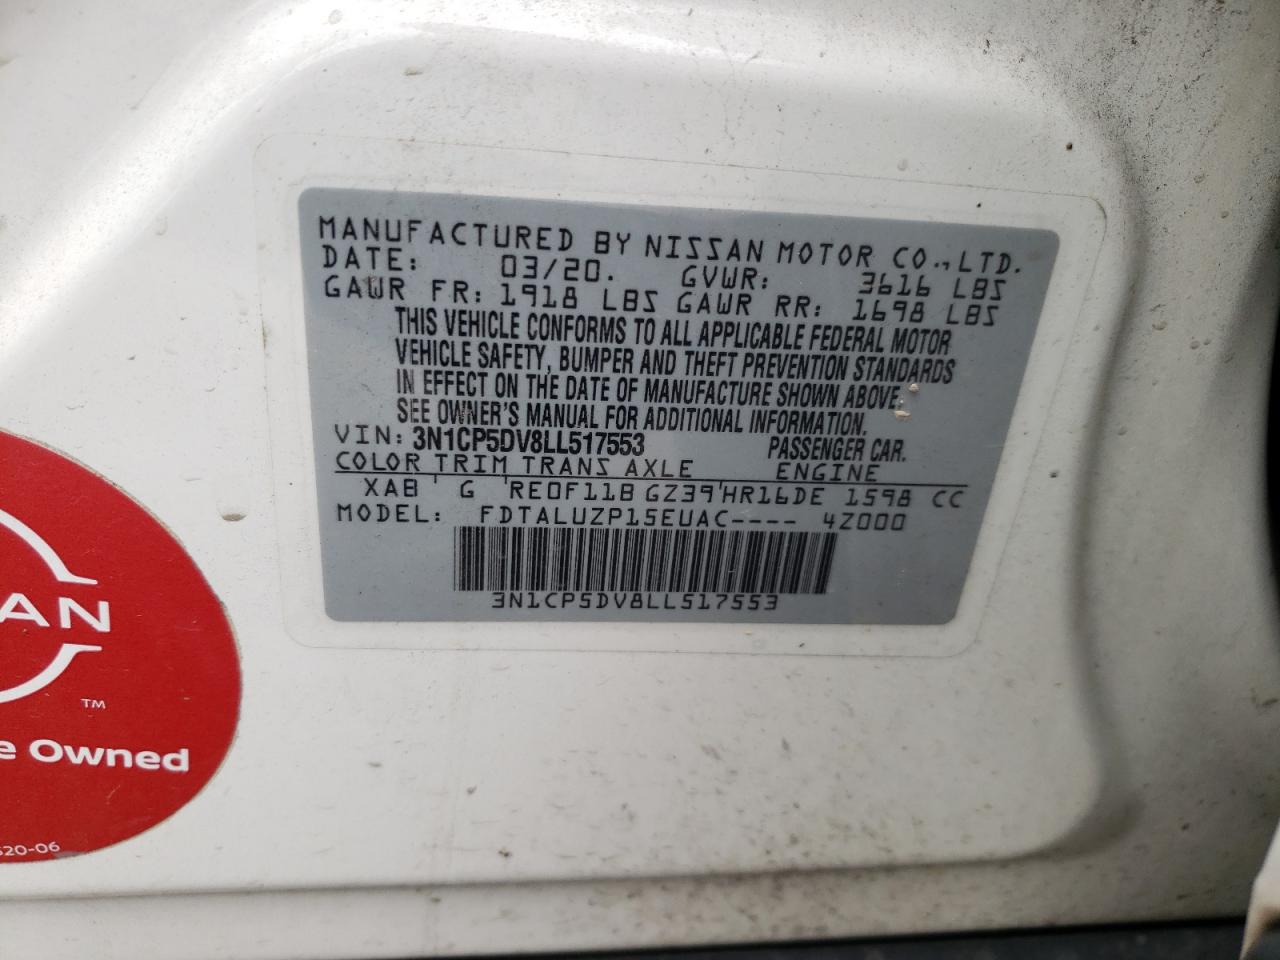 MANUFACTURED BY NISSAN MOTOR CO., LTD.
DATE: 03/20. GVWR: 3616 LBS
GAWR FR: 1918 LBS GAWR RR: 1698 LBS
THIS VEHICLE CONFORMS TO ALL APPLICABLE FEDERAL MOTOR
VEHICLE SAFETY, BUMPER AND THEFT PREVENTION STANDARDS
IN EFFECT ON THE DATE OF MANUFACTURE SHOWN ABOVE.
SEE OWNER'S MANUAL FOR ADDITIONAL INFORMATION.
VIN: 3N1CP5DV8LL517553 PASSENGER CAR.
COLOR TRIM TRANS AXLE ENGINE
XAB G RE0F11B GZ39 HR16DE 1598 CC
MODEL: FDTALUZP15EUAC---- 4Z000
3N1CP5DV8LL517553
AN
TM
e Owned
520-06